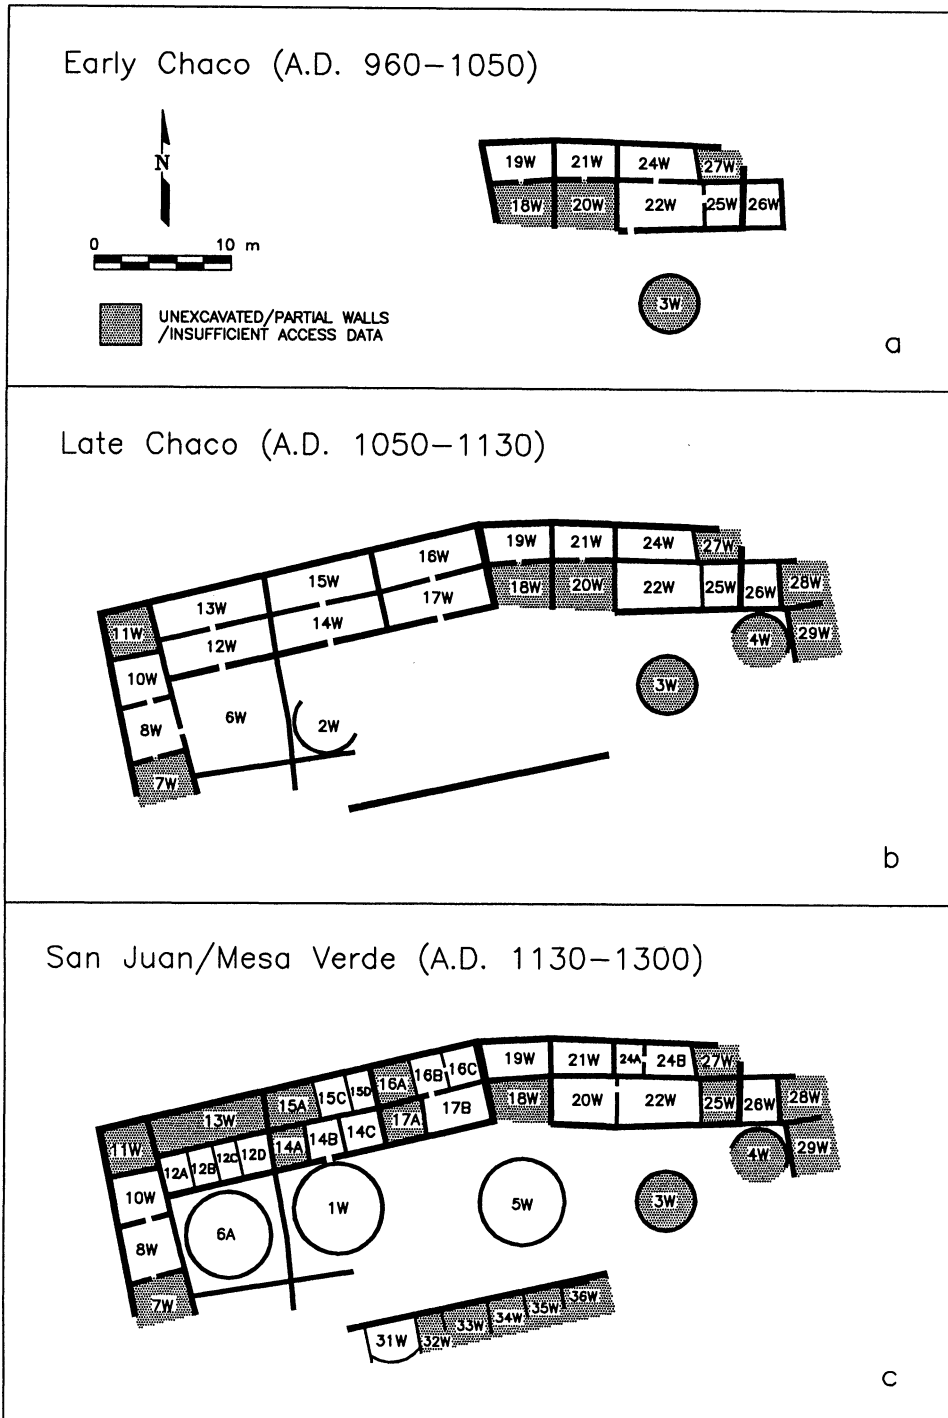 Early Chaco (A.D. 960-1050)
N
0 10 m
UNEXCAVATED/PARTIAL WALLS
/INSUFFICIENT ACCESS DATA
19W 21W 24W 27W
18W 20W 22W 25W 26W
3W
a
Late Chaco (A.D. 1050-1130)
19W 21W 24W 27W
16W
15W
13W
18W 20W 22W 25W 26W 28W
17W
14W
12W
11W
10W
4W 29W
3W
8W 6W 2W
7W
b
San Juan/Mesa Verde (A.D. 1130-1300)
19W 21W 24A 24B 27W
16A 16B 16C
15A 15C 15D
13W
18W 20W 22W 25W 26W 28W
17A 17B
14A 14B 14C
12A 12B 12C 12D
11W
10W
4W 29W
6A 1W 5W 3W
8W
7W
31W 32W 33W 34W 35W 36W
c